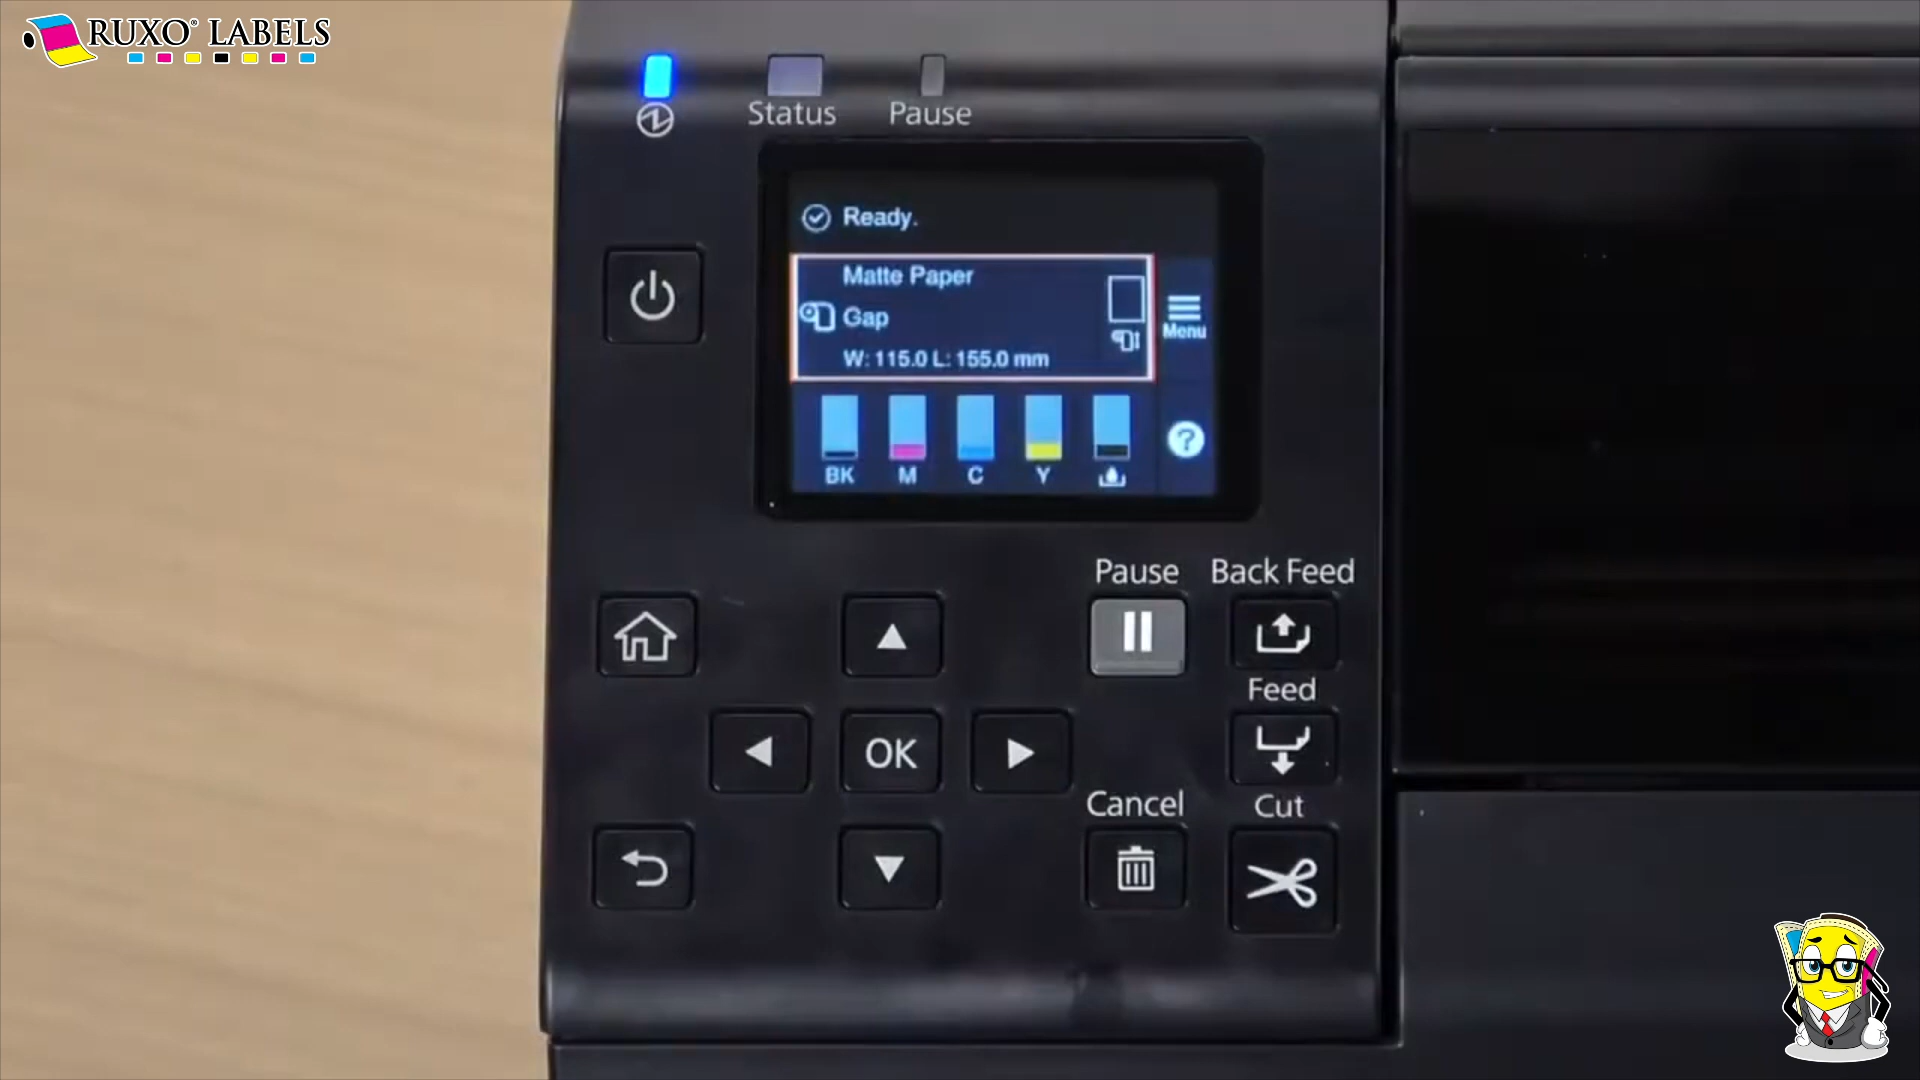 RUXO® LABELS
Status
Pause
Ready.
Matte Paper
Gap
W: 115.0 L: 155.0 mm
Menu
?
BK
M
C
Y
Pause
Back Feed
Feed
OK
Cancel
Cut